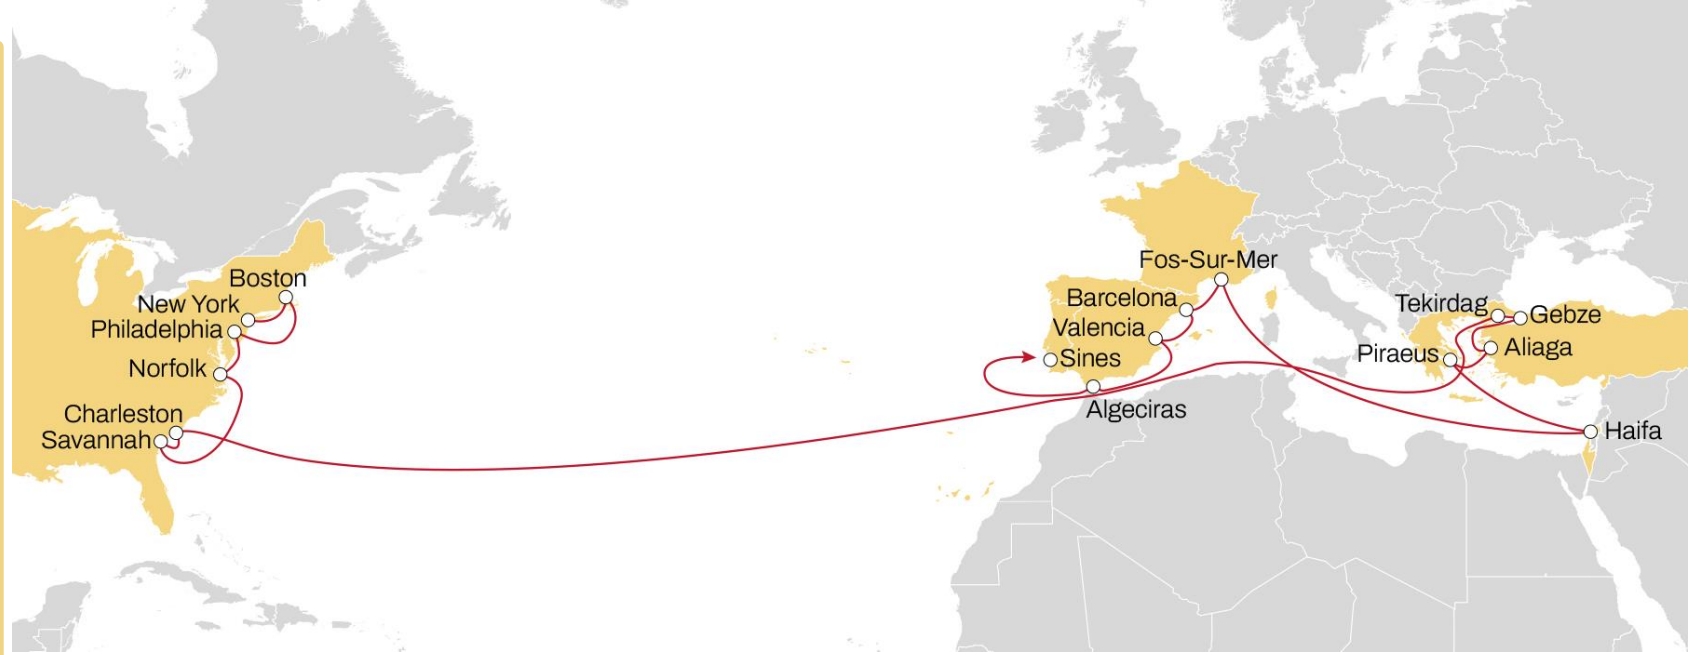 Boston
New York
Philadelphia
Norfolk
Charleston
Savannah
Fos-Sur-Mer
Barcelona
Valencia
Sines
Algeciras
Tekirdag
Gebze
Piraeus
Aliaga
Haifa